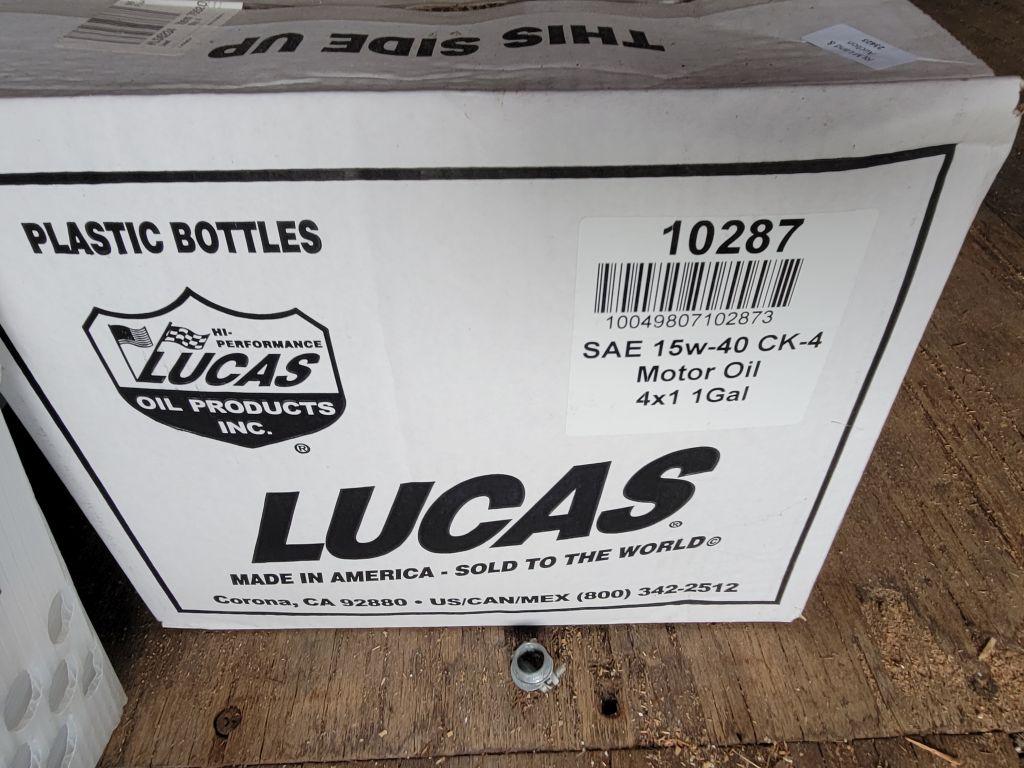 THIS SIDE UP
PLASTIC BOTTLES
HI-
PERFORMANCE
LUCAS
OIL PRODUCTS
INC.
®
10287
10049807102873
SAE 15w-40 CK-4
Motor Oil
4x1 1Gal
LUCAS®
MADE IN AMERICA - SOLD TO THE WORLD©
Corona, CA 92880 • US/CAN/MEX (800) 342-2512